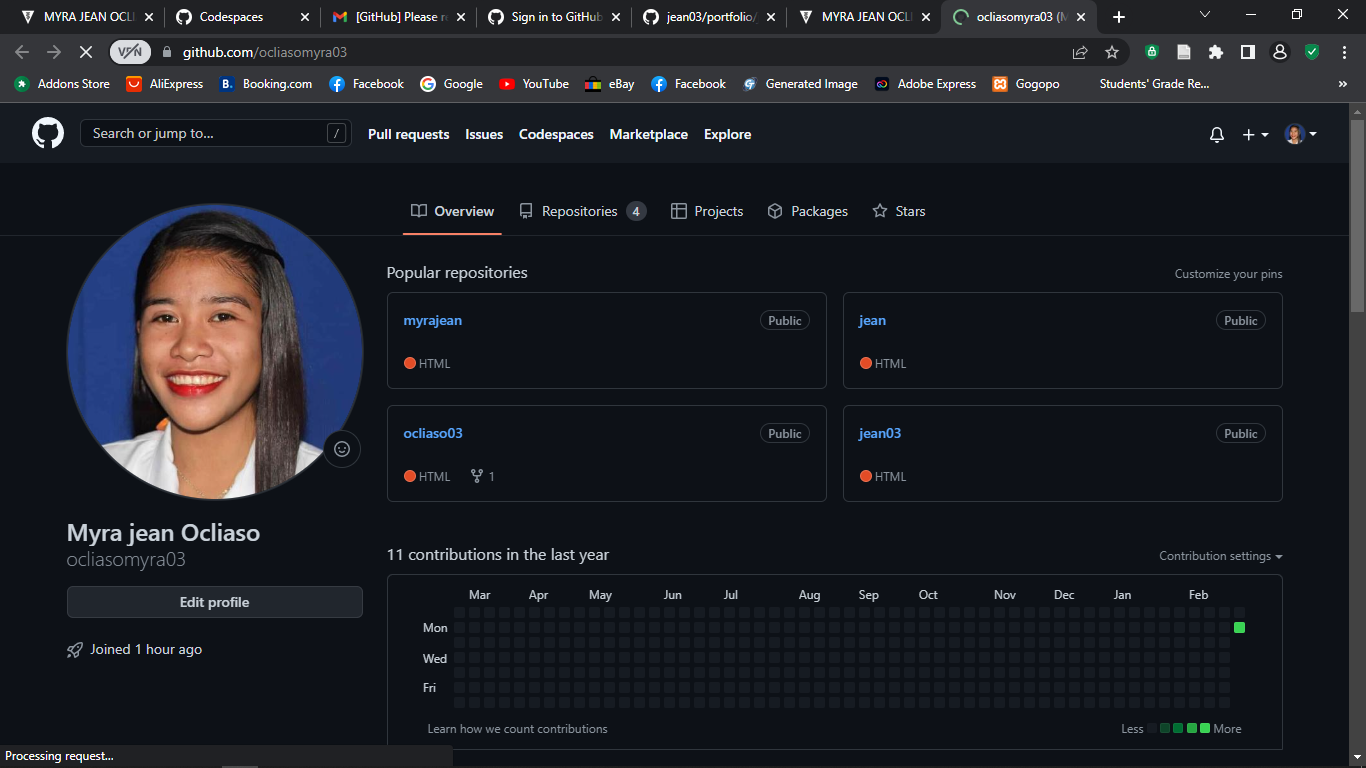 MYRA JEAN OCLI
Codespaces
[GitHub] Please re
Sign in to GitHub
jean03/portfolio/
MYRA JEAN OCLI
ocliasomyra03 (M
VPN
github.com/ocliasomyra03
Addons Store
AliExpress
Booking.com
Facebook
Google
YouTube
eBay
Facebook
Generated Image
Adobe Express
Gogopo
Students' Grade Re...
Search or jump to...
/
Pull requests
Issues
Codespaces
Marketplace
Explore
Overview
Repositories 4
Projects
Packages
Stars
Popular repositories
Customize your pins
myrajean
Public
HTML
jean
Public
HTML
ocliaso03
Public
HTML
1
jean03
Public
HTML
Myra jean Ocliaso
ocliasomyra03
Edit profile
Joined 1 hour ago
11 contributions in the last year
Contribution settings
Mar Apr May Jun Jul Aug Sep Oct Nov Dec Jan Feb
Mon
Wed
Fri
Learn how we count contributions
Less
More
Processing request...